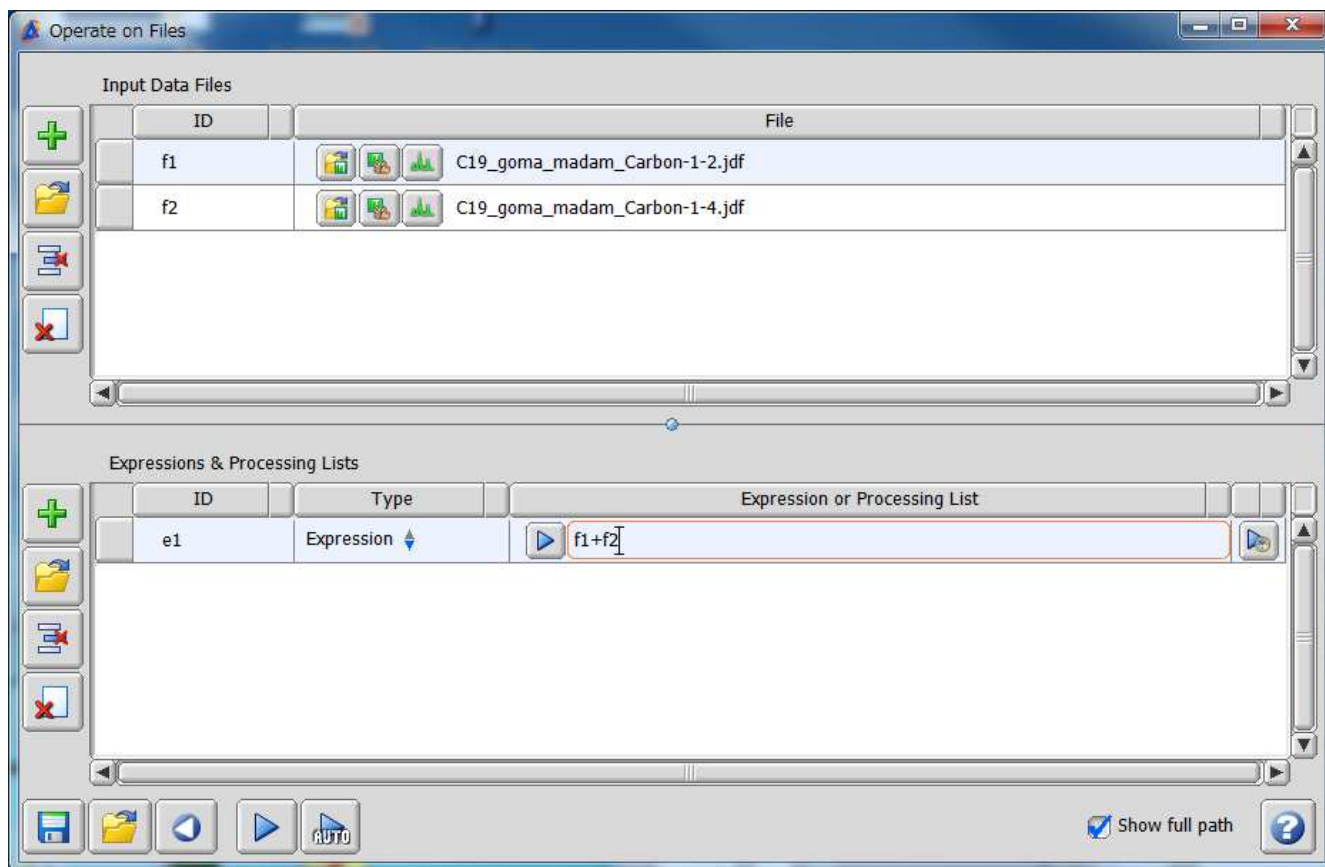 Operate on Files
Input Data Files
ID File
f1 C19_goma_madam_Carbon-1-2.jdf
f2 C19_goma_madam_Carbon-1-4.jdf
Expressions & Processing Lists
ID Type Expression or Processing List
e1 Expression f1+f2
AUTO Show full path